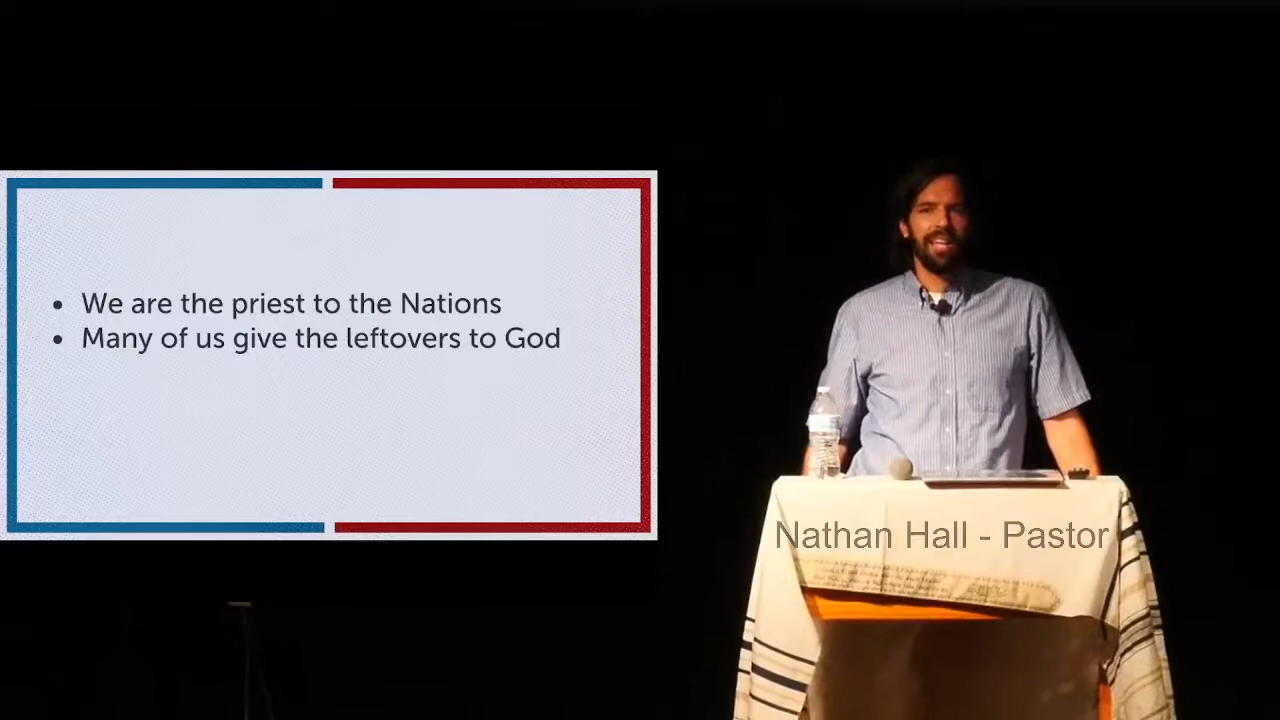 • We are the priest to the Nations
• Many of us give the leftovers to God
Nathan Hall - Pastor